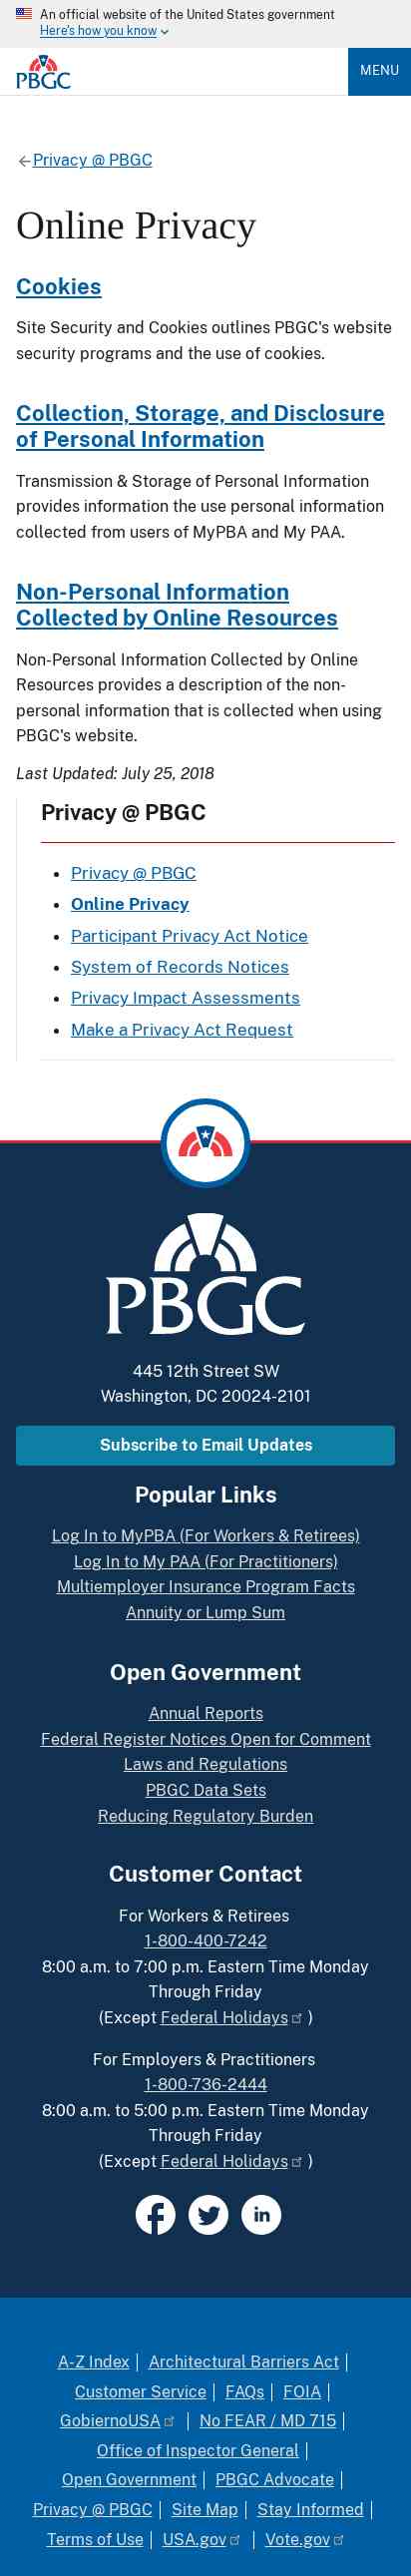 An official website of the United States government
Here's how you know
PBGC
MENU
Privacy @ PBGC
Online Privacy
Cookies
Site Security and Cookies outlines PBGC's website
security programs and the use of cookies.
Collection, Storage, and Disclosure
of Personal Information
Transmission & Storage of Personal Information
provides information the use personal information
collected from users of MyPBA and My PAA.
Non-Personal Information
Collected by Online Resources
Non-Personal Information Collected by Online
Resources provides a description of the non-
personal information that is collected when using
PBGC's website.
Last Updated: July 25, 2018
Privacy @ PBGC
• Privacy @ PBGC
• Online Privacy
• Participant Privacy Act Notice
• System of Records Notices
• Privacy Impact Assessments
• Make a Privacy Act Request
PBGC
445 12th Street SW
Washington, DC 20024-2101
Subscribe to Email Updates
Popular Links
Log In to MyPBA (For Workers & Retirees)
Log In to My PAA (For Practitioners)
Multiemployer Insurance Program Facts
Annuity or Lump Sum
Open Government
Annual Reports
Federal Register Notices Open for Comment
Laws and Regulations
PBGC Data Sets
Reducing Regulatory Burden
Customer Contact
For Workers & Retirees
1-800-400-7242
8:00 a.m. to 7:00 p.m. Eastern Time Monday
Through Friday
(Except Federal Holidays )
For Employers & Practitioners
1-800-736-2444
8:00 a.m. to 5:00 p.m. Eastern Time Monday
Through Friday
(Except Federal Holidays )
in
A-Z Index | Architectural Barriers Act |
Customer Service | FAQs | FOIA |
GobiernoUSA | No FEAR / MD 715 |
Office of Inspector General |
Open Government | PBGC Advocate |
Privacy @ PBGC | Site Map | Stay Informed |
Terms of Use | USA.gov | Vote.gov